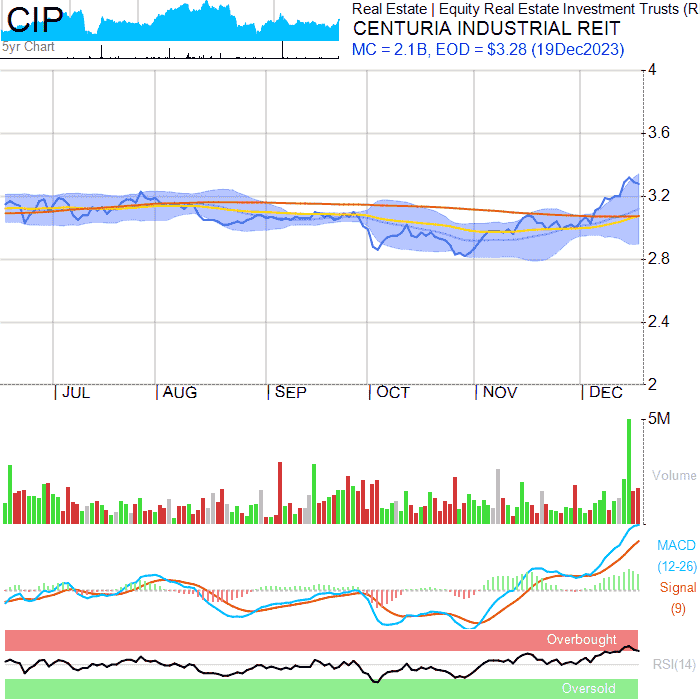 CIP
5yr Chart
Real Estate | Equity Real Estate Investment Trusts (R
CENTURIA INDUSTRIAL REIT
MC = 2.1B, EOD = $3.28 (19Dec2023)
4
3.6
3.2
2.8
2.4
2
JUL AUG SEP OCT NOV DEC
5M
Volume
MACD
(12-26)
Signal
(9)
Overbought
RSI(14)
Oversold